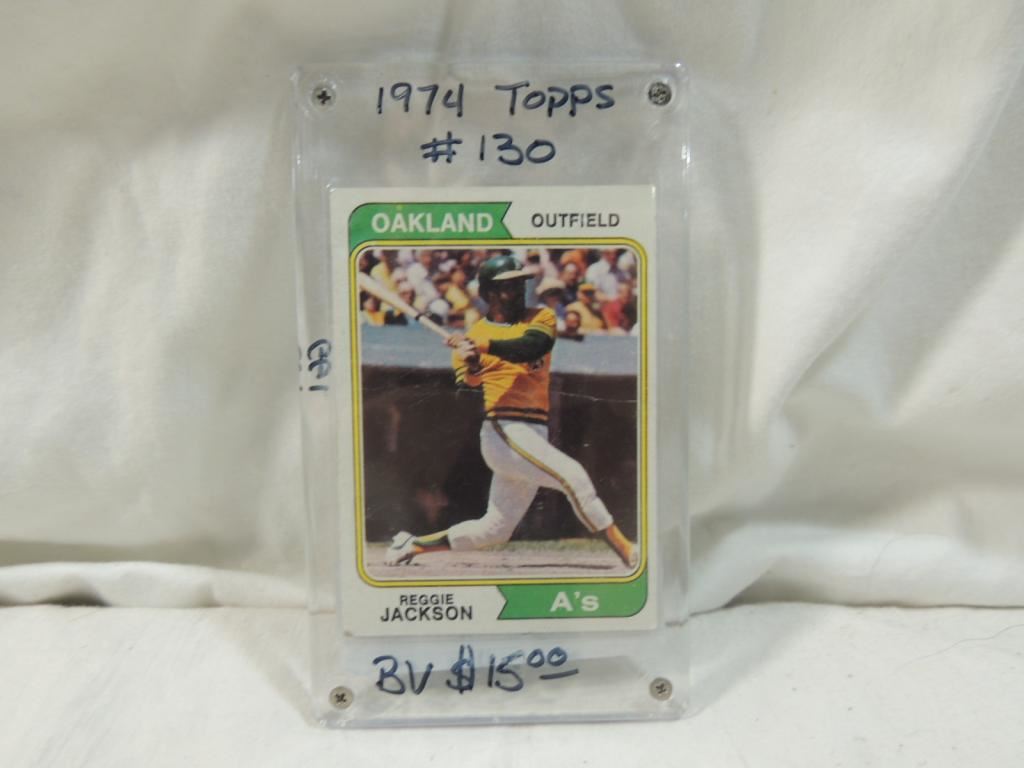 1974 Topps
# 130
OAKLAND OUTFIELD
REGGIE
JACKSON
A's
BV $15.00